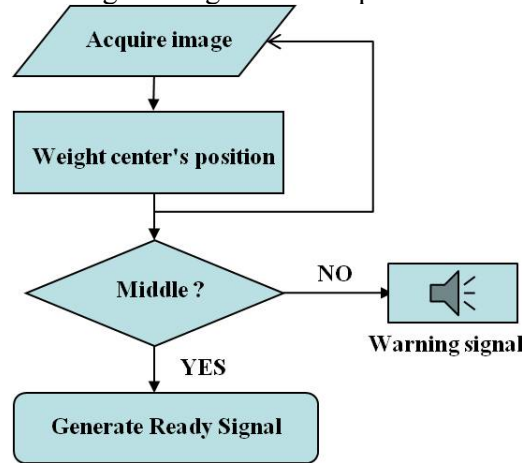 Acquire image
Weight center's position
Middle ?
NO
Warning signal
YES
Generate Ready Signal